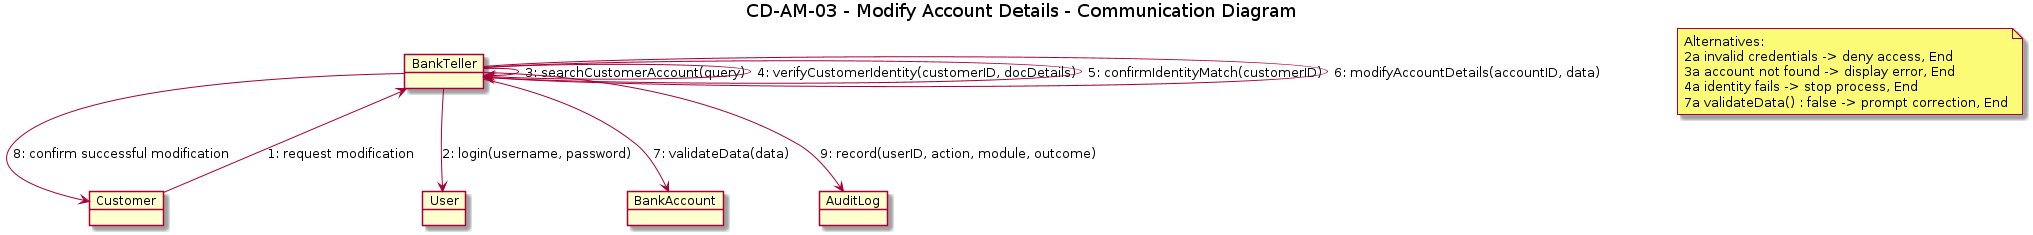 CD-AM-03 - Modify Account Details - Communication Diagram
Alternatives:
2a invalid credentials -> deny access, End
3a account not found -> display error, End
4a identity fails -> stop process, End
7a validateData() : false -> prompt correction, End
BankTeller
3: searchCustomerAccount(query)
4: verifyCustomerIdentity(customerID, docDetails)
5: confirmIdentityMatch(customerID)
6: modifyAccountDetails(accountID, data)
8: confirm successful modification
1: request modification
2: login(username, password)
7: validateData(data)
9: record(userID, action, module, outcome)
Customer
User
BankAccount
AuditLog